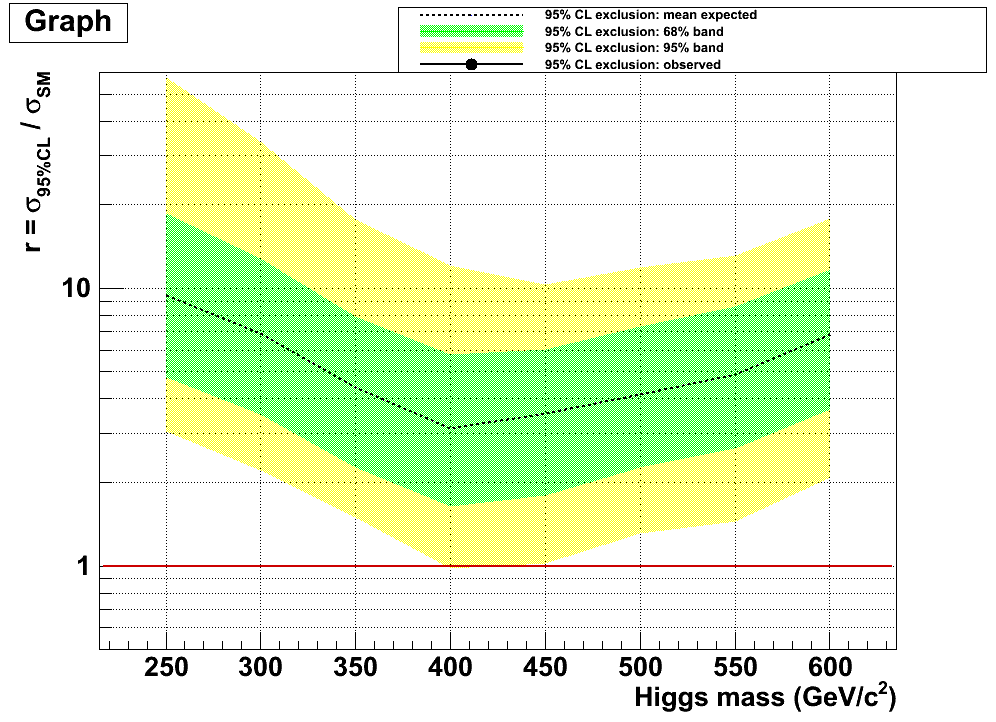 Graph
95% CL exclusion: mean expected
95% CL exclusion: 68% band
95% CL exclusion: 95% band
95% CL exclusion: observed
r = σ95%CL / σSM
10
1
250 300 350 400 450 500 550 600
Higgs mass (GeV/c²)